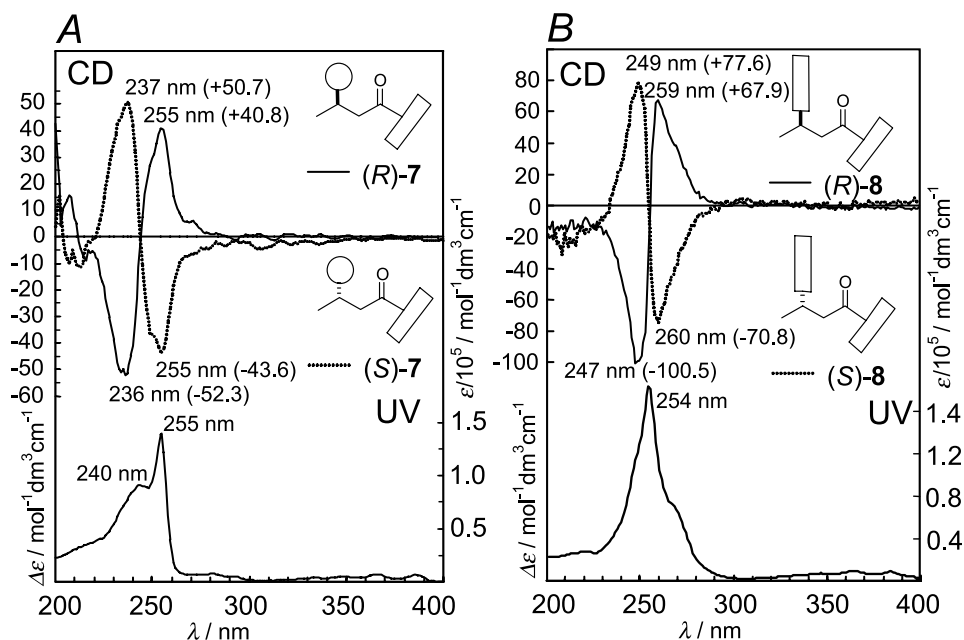 A
CD
50
40
30
20
10
0
-10
-20
-30
-40
-50
-60
237 nm (+50.7)
255 nm (+40.8)
O
(R)-7
O
(S)-7
255 nm (-43.6)
236 nm (-52.3)
UV
255 nm
240 nm
Δε / mol⁻¹dm³cm⁻¹
ε/10⁵ / mol⁻¹dm³cm⁻¹
1.5
1.0
0.5
200
250
300
350
400
λ / nm
B
CD
80
60
40
20
0
-20
-40
-60
-80
-100
249 nm (+77.6)
259 nm (+67.9)
O
(R)-8
O
260 nm (-70.8)
(S)-8
247 nm (-100.5)
UV
254 nm
Δε / mol⁻¹dm³cm⁻¹
ε/10⁵ / mol⁻¹dm³cm⁻¹
1.4
1.2
0.8
0.4
200
250
300
350
400
λ / nm